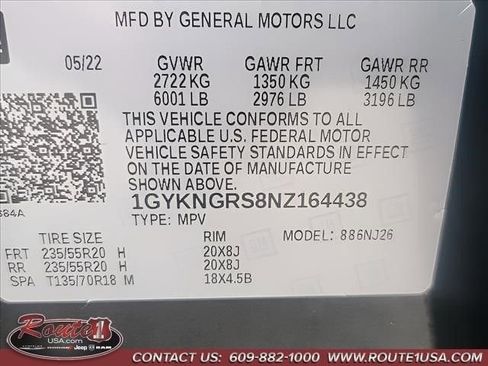 MFD BY GENERAL MOTORS LLC
05/22 GVWR GAWR FRT GAWR RR
2722 KG 1350 KG 1450 KG
6001 LB 2976 LB 3196 LB
THIS VEHICLE CONFORMS TO ALL
APPLICABLE U.S. FEDERAL MOTOR
VEHICLE SAFETY STANDARDS IN EFFECT
ON THE DATE OF MANUFACTURE
SHOWN ABOVE.
1GYKNGRS8NZ164438
TYPE: MPV
384A
TIRE SIZE RIM MODEL: 886NJ26
FRT 235/55R20 H 20X8J
RR 235/55R20 H 20X8J
SPA T135/70R18 M 18X4.5B
Route 1
USA.com
CHRYSLER Jeep RAM
CONTACT US: 609-882-1000 - WWW.ROUTE1USA.COM